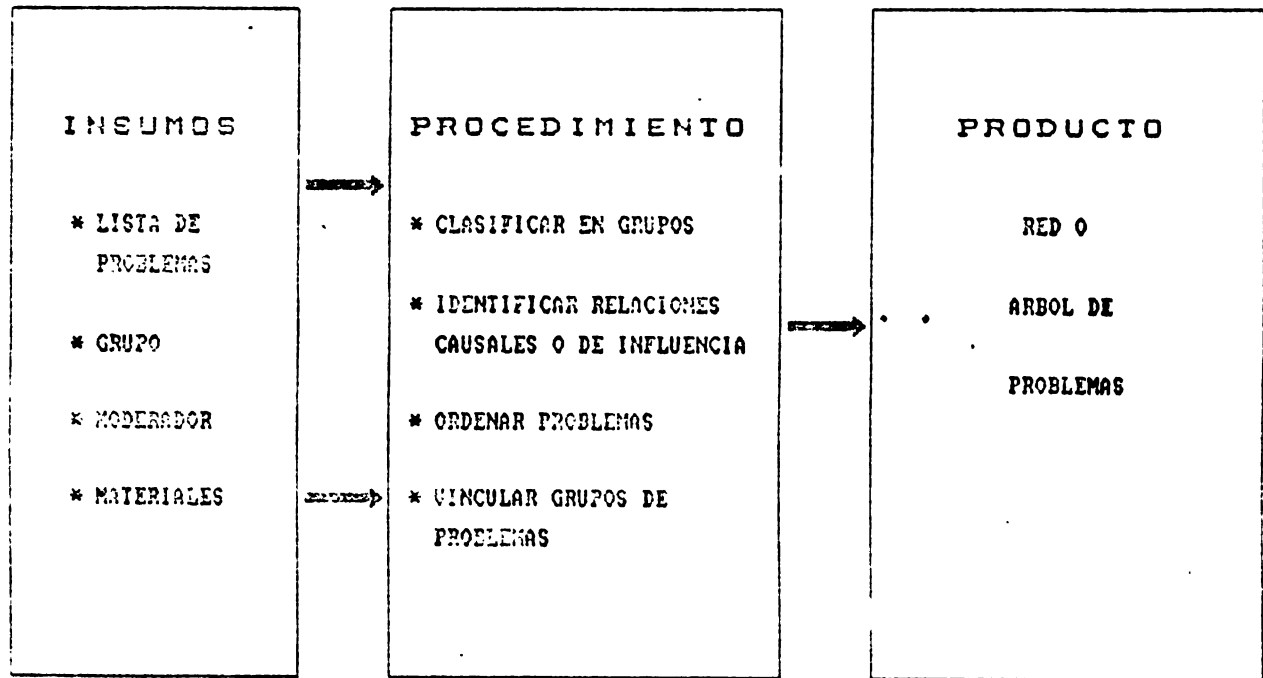 INSUMOS
* LISTA DE
PROBLEMAS
* GRUPO
* MODERADOR
* MATERIALES
PROCEDIMIENTO
* CLASIFICAR EN GRUPOS
* IDENTIFICAR RELACIONES
CAUSALES O DE INFLUENCIA
* ORDENAR PROBLEMAS
* VINCULAR GRUPOS DE
PROBLEMAS
PRODUCTO
RED O
ARBOL DE
PROBLEMAS